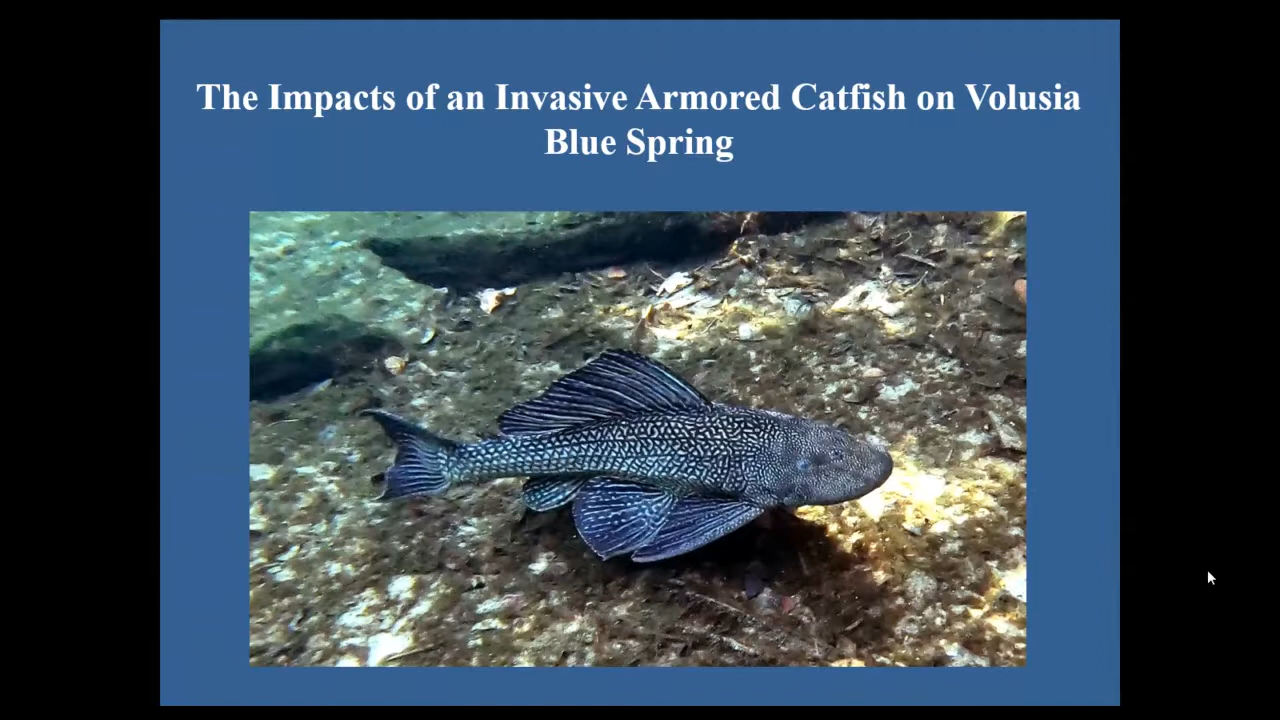 The Impacts of an Invasive Armored Catfish on Volusia
Blue Spring